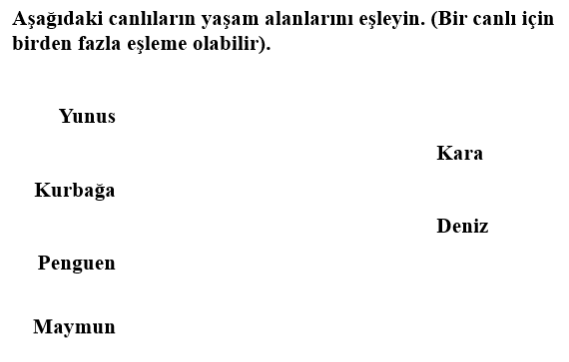 Aşağıdaki canlıların yaşam alanlarını eşleyin. (Bir canlı için
birden fazla eşleme olabilir).
Yunus
Kara
Kurbağa
Deniz
Penguen
Maymun